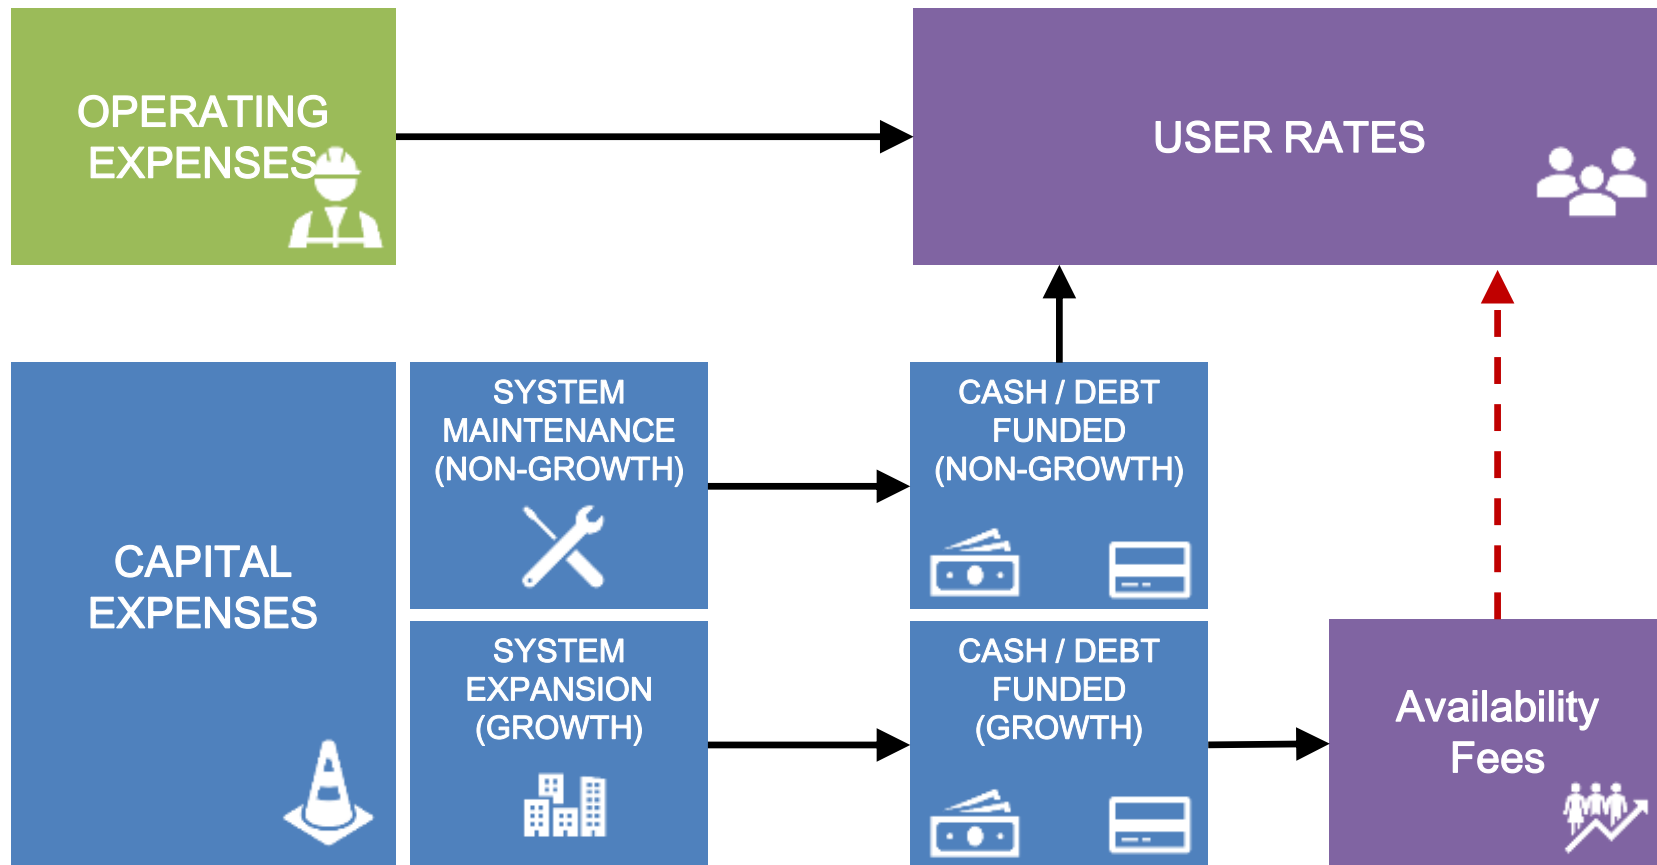 OPERATING
EXPENSES
USER RATES
CAPITAL
EXPENSES
SYSTEM
MAINTENANCE
(NON-GROWTH)
CASH / DEBT
FUNDED
(NON-GROWTH)
SYSTEM
EXPANSION
(GROWTH)
CASH / DEBT
FUNDED
(GROWTH)
Availability
Fees